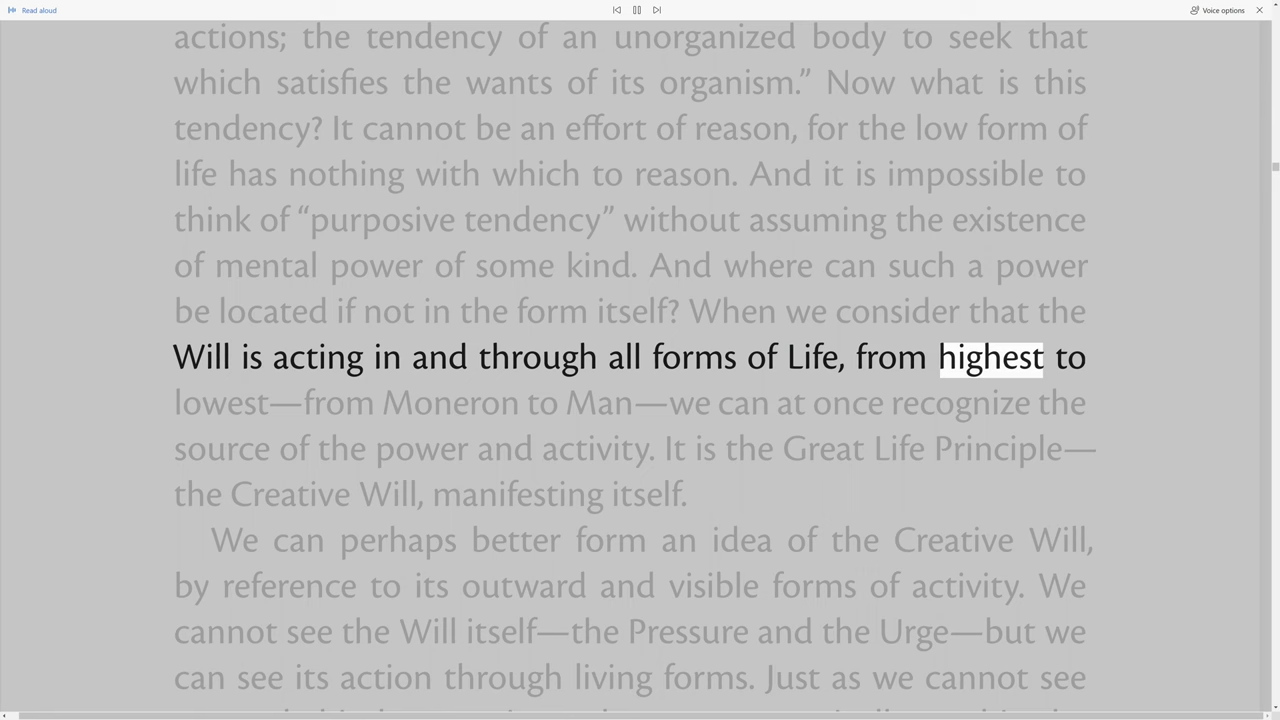 Read aloud
Voice options
actions; the tendency of an unorganized body to seek that
which satisfies the wants of its organism.” Now what is this
tendency? It cannot be an effort of reason, for the low form of
life has nothing with which to reason. And it is impossible to
think of “purposive tendency” without assuming the existence
of mental power of some kind. And where can such a power
be located if not in the form itself? When we consider that the
Will is acting in and through all forms of Life, from highest to
lowest—from Moneron to Man—we can at once recognize the
source of the power and activity. It is the Great Life Principle—
the Creative Will, manifesting itself.
We can perhaps better form an idea of the Creative Will,
by reference to its outward and visible forms of activity. We
cannot see the Will itself—the Pressure and the Urge—but we
can see its action through living forms. Just as we cannot see